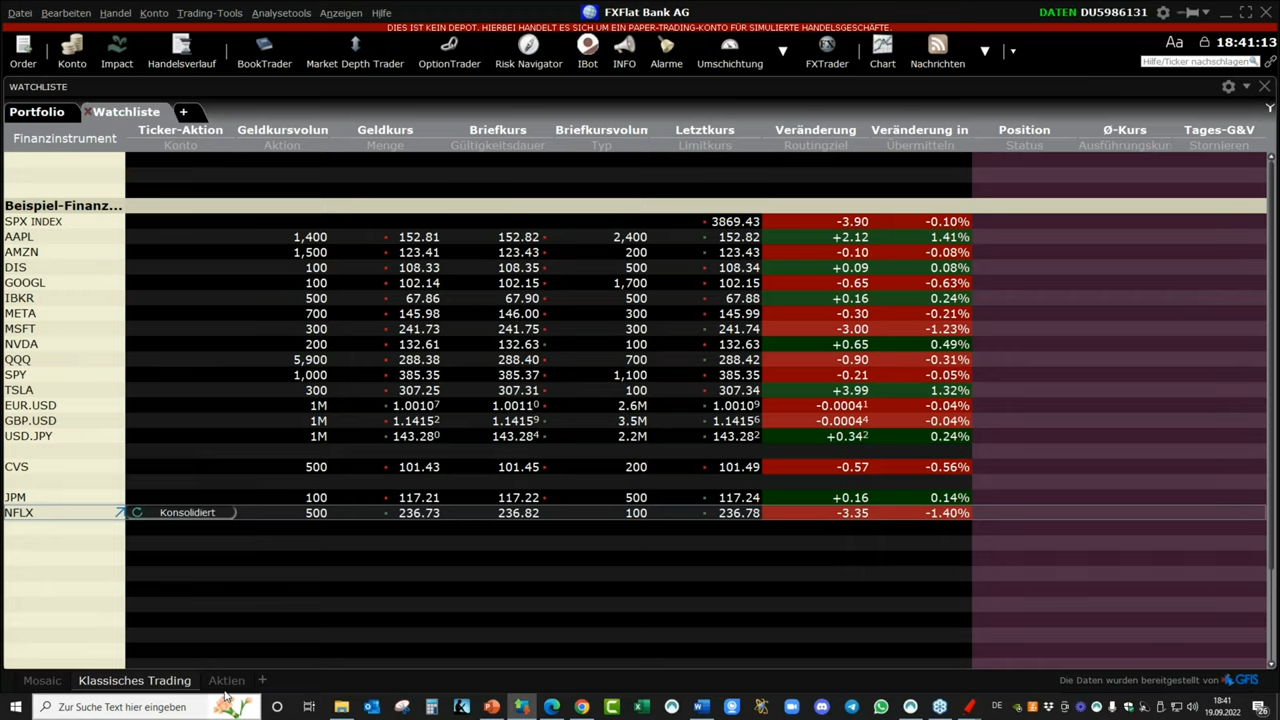 Datei Bearbeiten Handel Konto Trading-Tools Analysetools Anzeigen Hilfe FXFlat Bank AG DATEN DU5986131
DIES IST KEIN DEPOT. HIERBEI HANDELT ES SICH UM EIN PAPER-TRADING-KONTO FÜR SIMULIERTE HANDELSGESCHÄFTE.
Aa 18:41:13
Order Konto Impact Handelsverlauf BookTrader Market Depth Trader OptionTrader Risk Navigator IBot INFO Alarme Umschichtung FXTrader Chart Nachrichten Hilfe/Ticker nachschlagen
WATCHLISTE
Portfolio Watchliste +
Finanzinstrument Ticker-Aktion Geldkursvolun Geldkurs Briefkurs Briefkursvolun Letztkurs Veränderung Veränderung in Position Ø-Kurs Tages-G&V
Konto Aktion Menge Gültigkeitsdauer Typ Limitkurs Routingziel Übermitteln Status Ausführungskur Stornieren
Beispiel-Finanz...
SPX INDEX 3869.43 -3.90 -0.10%
AAPL 1,400 152.81 152.82 2,400 152.82 +2.12 1.41%
AMZN 1,500 123.41 123.43 200 123.43 -0.10 -0.08%
DIS 100 108.33 108.35 500 108.34 +0.09 0.08%
GOOGL 100 102.14 102.15 1,700 102.15 -0.65 -0.63%
IBKR 500 67.86 67.90 500 67.88 +0.16 0.24%
META 700 145.98 146.00 300 145.99 -0.30 -0.21%
MSFT 300 241.73 241.75 300 241.74 -3.00 -1.23%
NVDA 200 132.61 132.63 100 132.63 +0.65 0.49%
QQQ 5,900 288.38 288.40 700 288.42 -0.90 -0.31%
SPY 1,000 385.35 385.37 1,100 385.35 -0.21 -0.05%
TSLA 300 307.25 307.31 100 307.34 +3.99 1.32%
EUR.USD 1M 1.0010⁷ 1.0011⁰ 2.6M 1.0010⁹ -0.0004¹ -0.04%
GBP.USD 1M 1.1415² 1.1415⁹ 3.5M 1.1415⁶ -0.0004⁴ -0.04%
USD.JPY 1M 143.28⁰ 143.28⁴ 2.2M 143.28² +0.34² 0.24%
CVS 500 101.43 101.45 200 101.49 -0.57 -0.56%
JPM 100 117.21 117.22 500 117.24 +0.16 0.14%
NFLX Konsolidiert 500 236.73 236.82 100 236.78 -3.35 -1.40%
Mosaic Klassisches Trading Aktien + Die Daten wurden bereitgestellt von GFIS
Zur Suche Text hier eingeben DE 18:41
19.09.2022 26